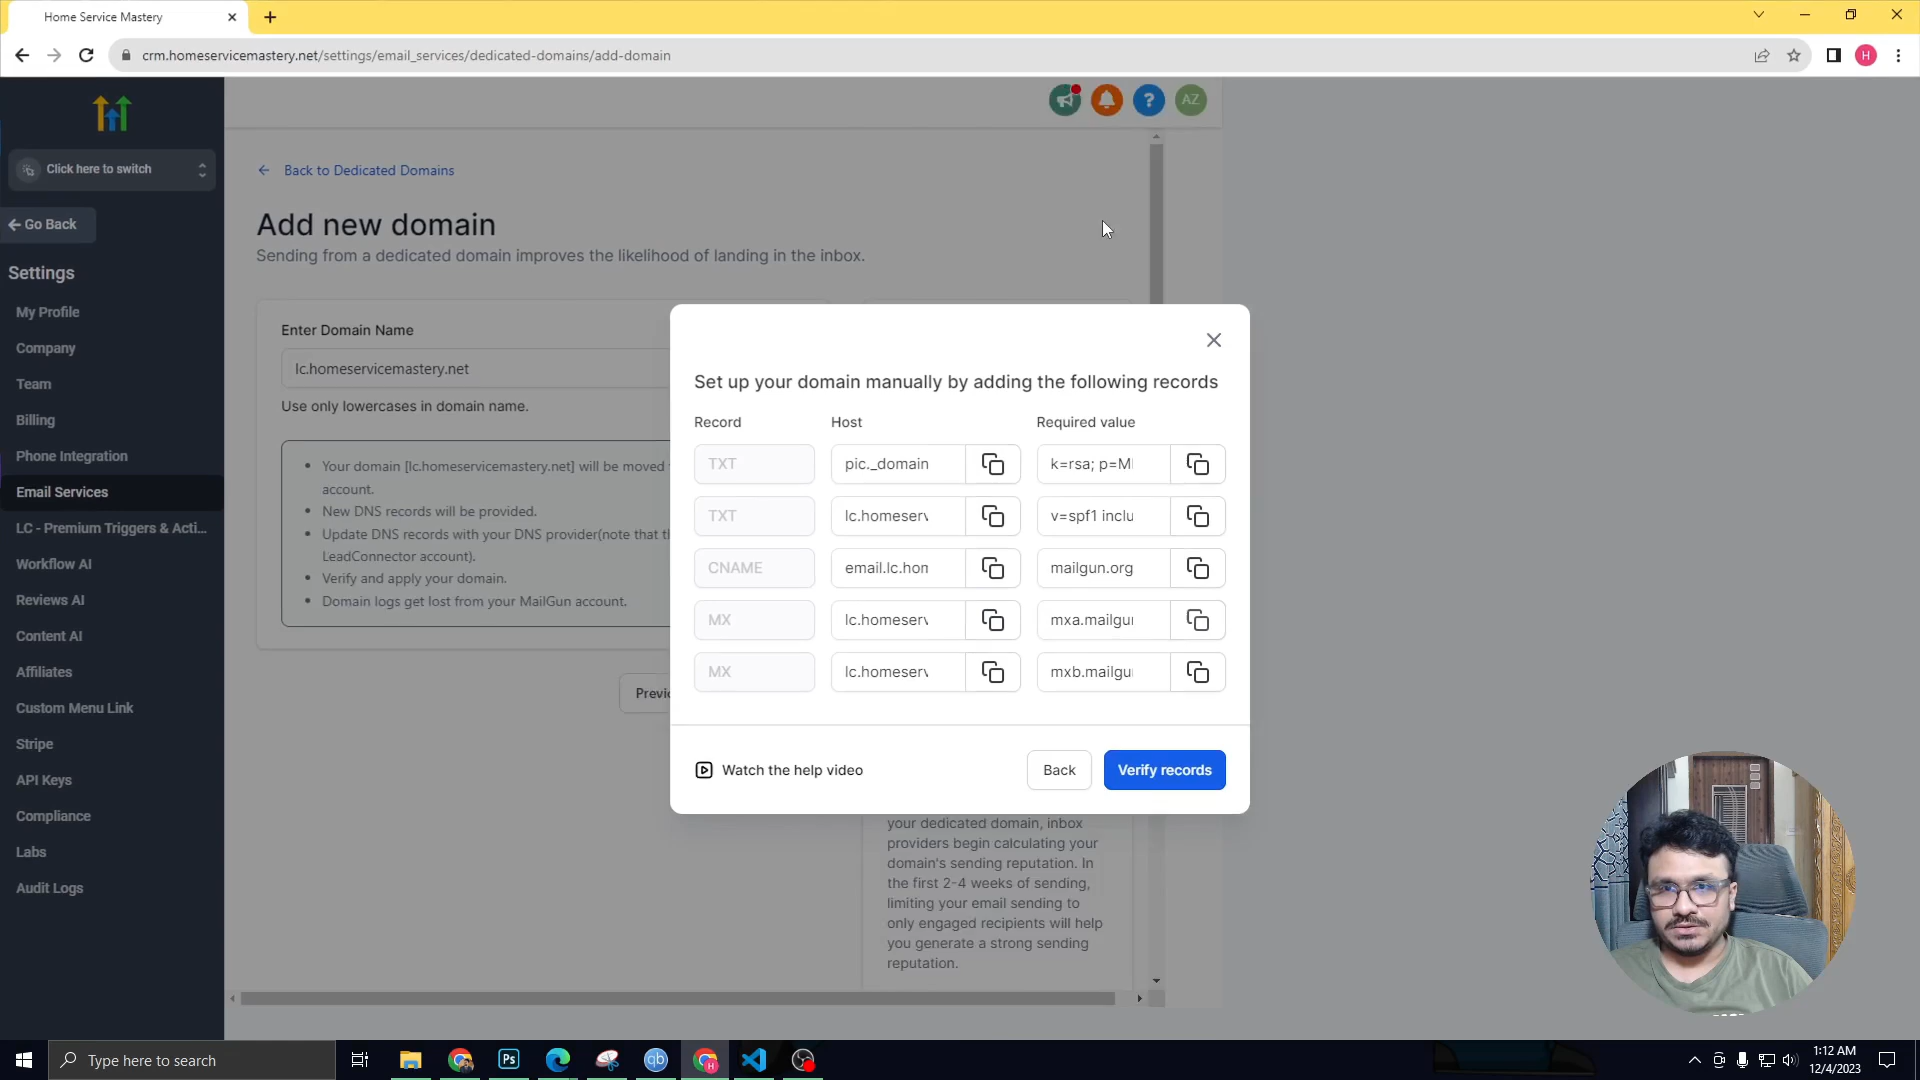 Home Service Mastery
crm.homeservicemastery.net/settings/email_services/dedicated-domains/add-domain
H
AZ
Click here to switch
Go Back
Settings
My Profile
Company
Team
Billing
Phone Integration
Email Services
LC - Premium Triggers & Acti...
Workflow AI
Reviews AI
Content AI
Affiliates
Custom Menu Link
Stripe
API Keys
Compliance
Labs
Audit Logs
Back to Dedicated Domains
Add new domain
Sending from a dedicated domain improves the likelihood of landing in the inbox.
Enter Domain Name
lc.homeservicemastery.net
Use only lowercases in domain name.
Your domain [lc.homeservicemastery.net] will be moved
account.
New DNS records will be provided.
Update DNS records with your DNS provider(note that
LeadConnector account).
Verify and apply your domain.
Domain logs get lost from your MailGun account.
Set up your domain manually by adding the following records
Record Host Required value
TXT pic._domain k=rsa; p=M
TXT lc.homeserv v=spf1 inclu
CNAME email.lc.hom mailgun.org
MX lc.homeserv mxa.mailgu
MX lc.homeserv mxb.mailgu
Watch the help video
Back
Verify records
your dedicated domain, inbox
providers begin calculating your
domain's sending reputation. In
the first 2-4 weeks of sending,
limiting your email sending to
only engaged recipients will help
you generate a strong sending
reputation.
Type here to search
Ps
qb
H
1:12 AM
12/4/2023